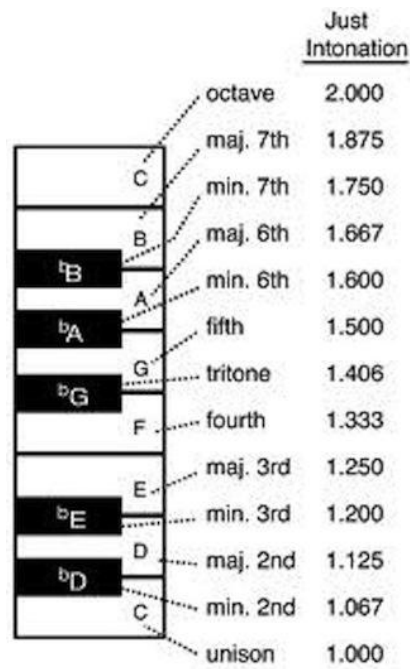 Just
Intonation
octave 2.000
maj. 7th 1.875
C
min. 7th 1.750
B
maj. 6th 1.667
♭B
A
min. 6th 1.600
♭A
fifth 1.500
G
tritone 1.406
♭G
fourth 1.333
F
maj. 3rd 1.250
E
min. 3rd 1.200
♭E
D
maj. 2nd 1.125
♭D
min. 2nd 1.067
C
unison 1.000